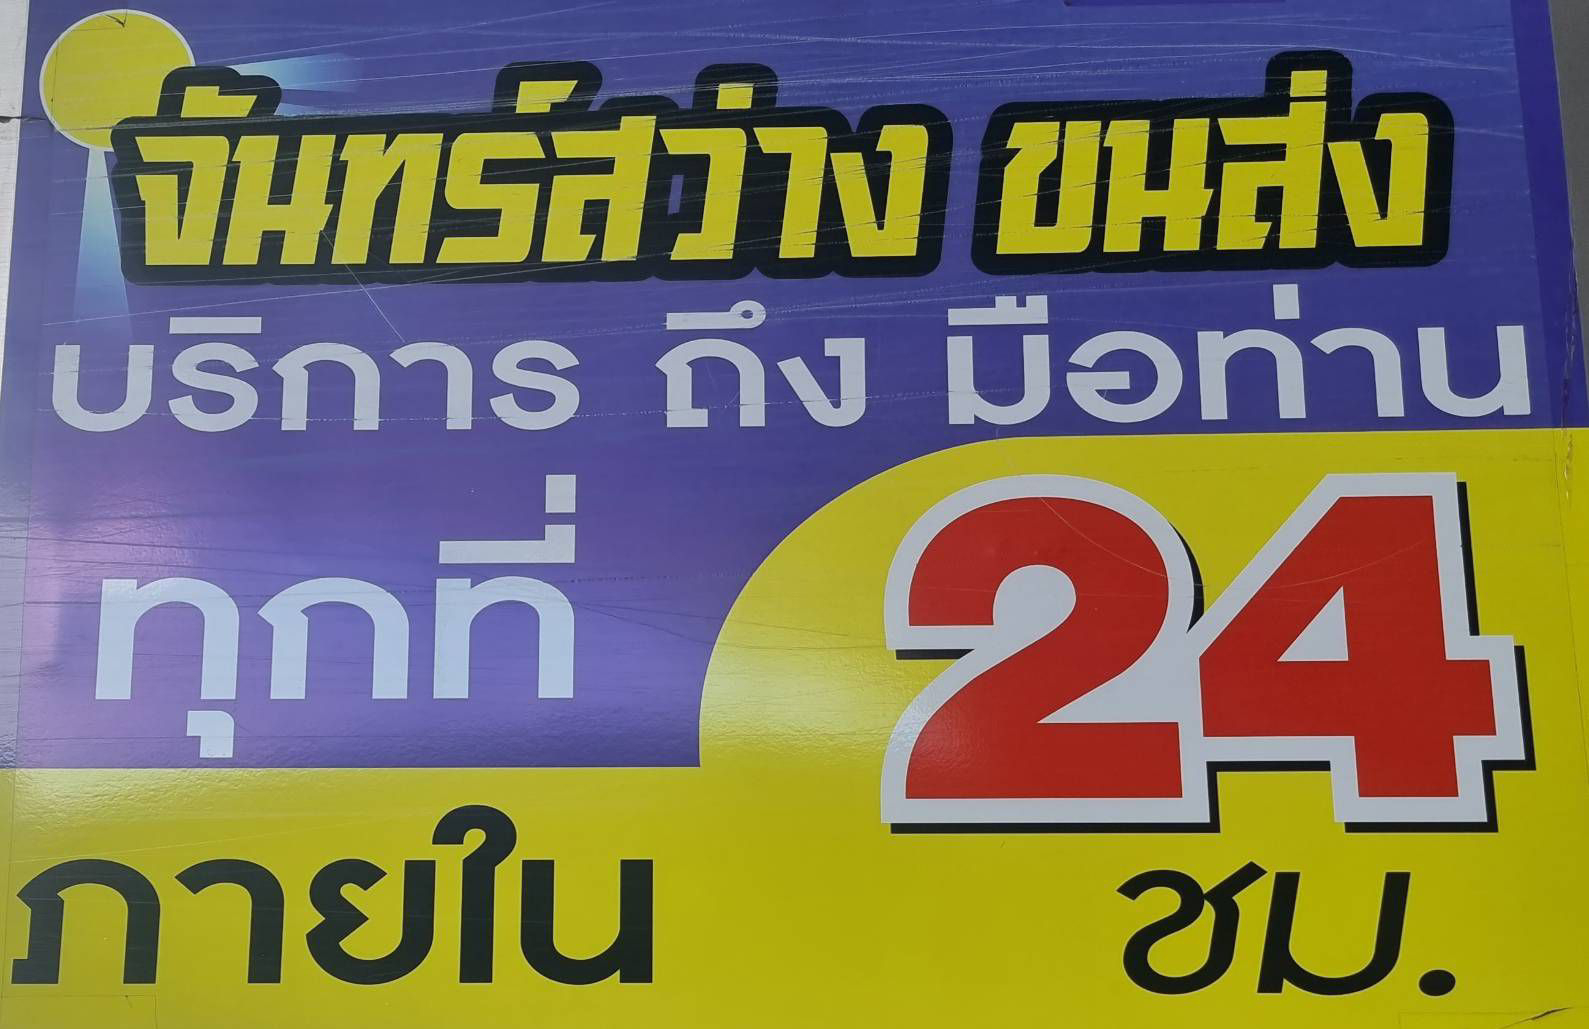 จันทร์สว่าง ขนส่ง
บริการ ถึง มือท่าน
ทุกที่
ภายใน 24 ชม.